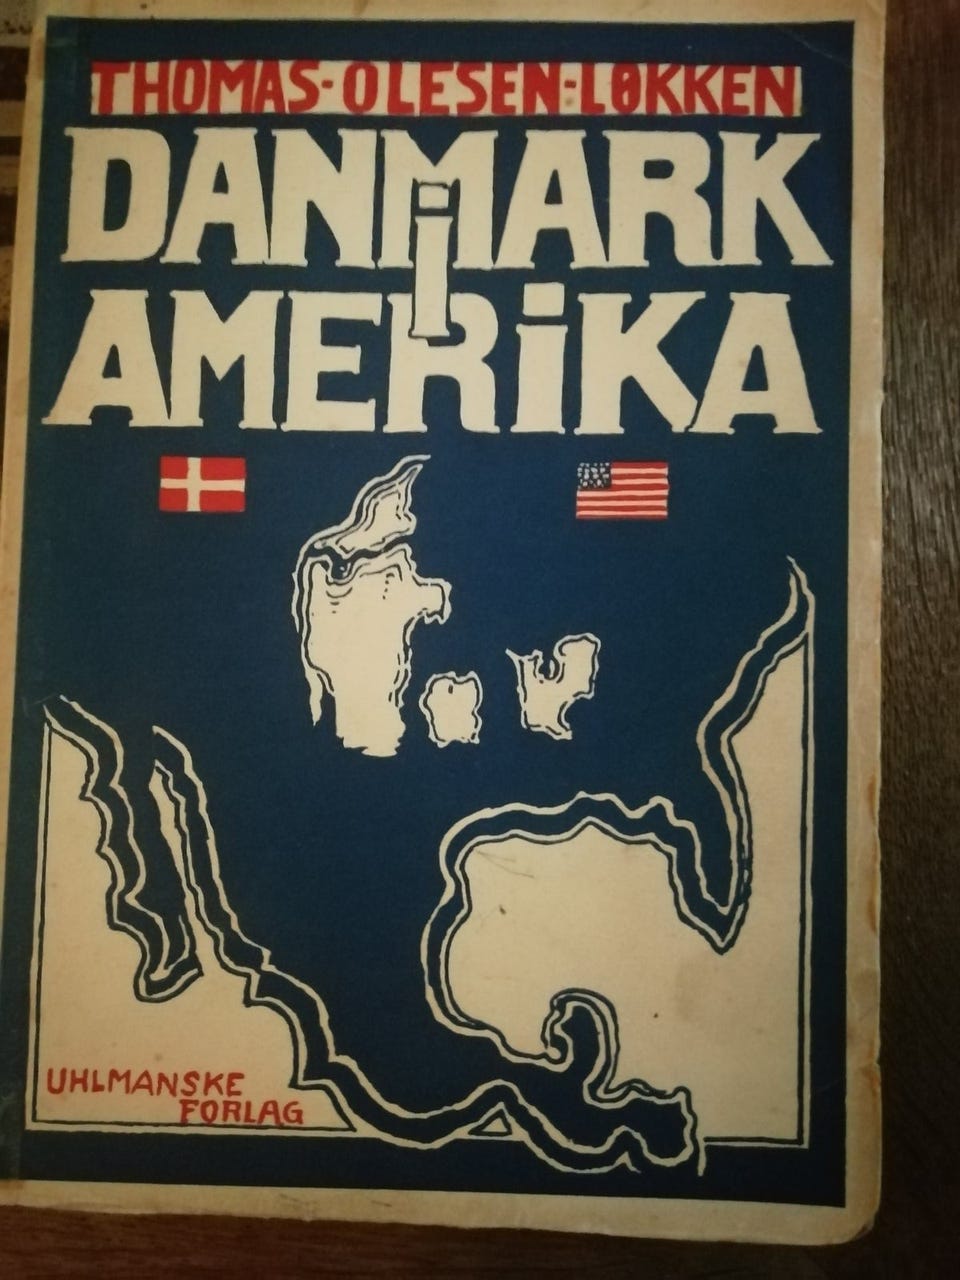 THOMAS-OLESEN-LØKKEN
DANMARK
i
AMERiKA
UHLMANSKE
FORLAG